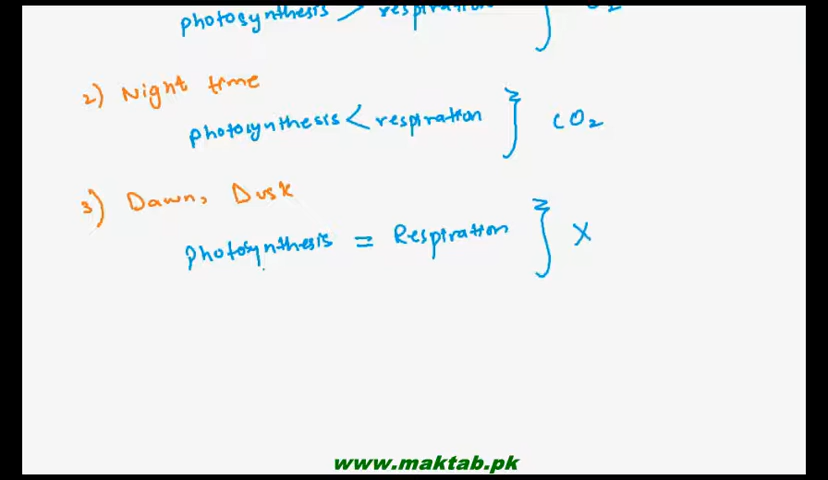 photosynthesis > respiration }
2) Night time
photosynthesis < respiration } CO2
3) Dawn, Dusk
photosynthesis = Respiration } X
www.maktab.pk